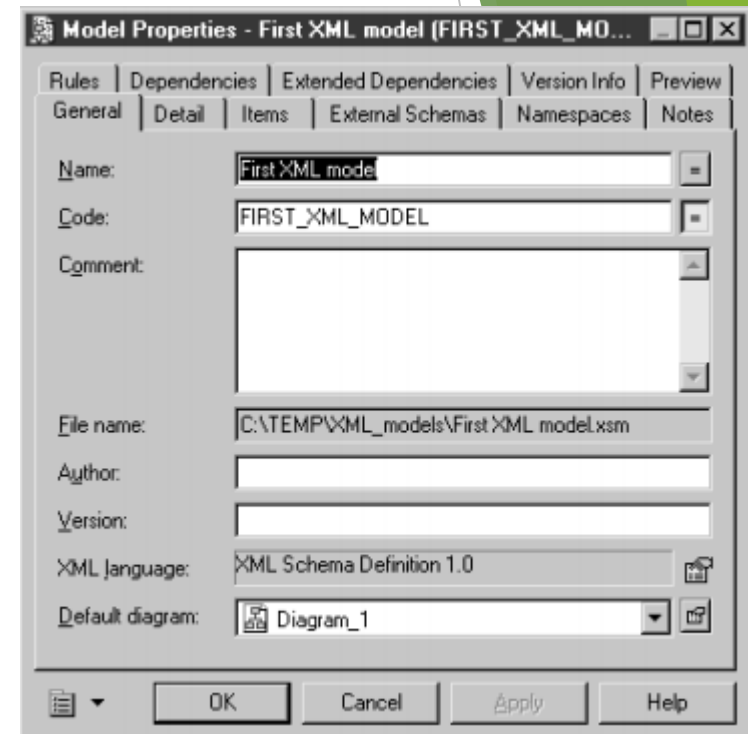 Model Properties - First XML model (FIRST_XML_MO...
Rules Dependencies Extended Dependencies Version Info Preview
General Detail Items External Schemas Namespaces Notes
Name: First XML model =
Code: FIRST_XML_MODEL =
Comment:
File name: C:\TEMP\XML_models\First XML model.xsm
Author:
Version:
XML language: XML Schema Definition 1.0
Default diagram: Diagram_1
OK Cancel Apply Help